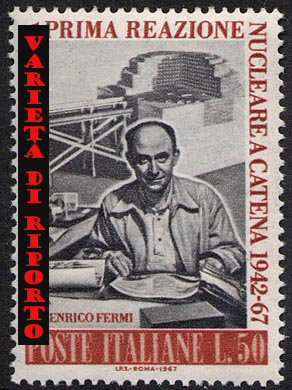 A PRIMA REAZIONE
NUCLEARE A CATENA 1942-67
VARIETÀ DI RIPORTO
ENRICO FERMI
POSTE ITALIANE L. 50
I.P.S.-ROMA-1967